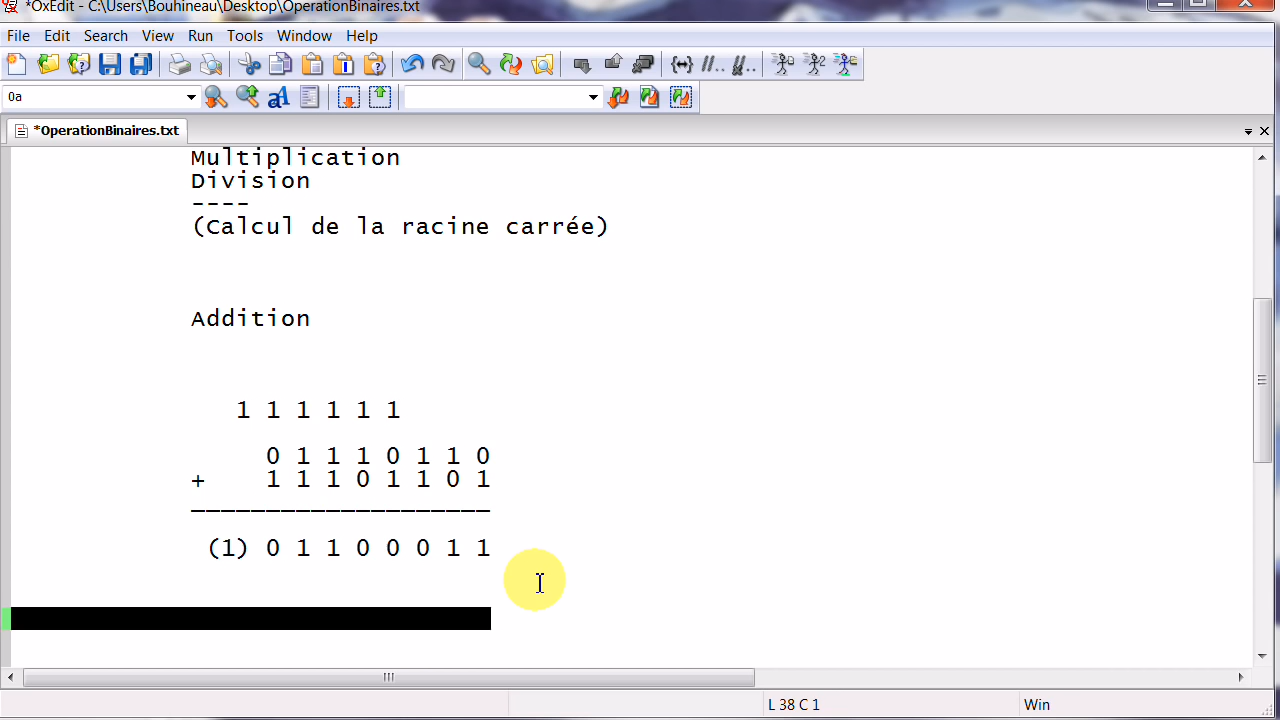 *OxEdit - C:\Users\Bouhineau\Desktop\OperationBinaires.txt
File Edit Search View Run Tools Window Help
0a
*OperationBinaires.txt
Multiplication
Division
----
(Calcul de la racine carrée)
Addition
1 1 1 1 1 1
0 1 1 1 0 1 1 0
+ 1 1 1 0 1 1 0 1
(1) 0 1 1 0 0 0 1 1
L 38 C 1
Win